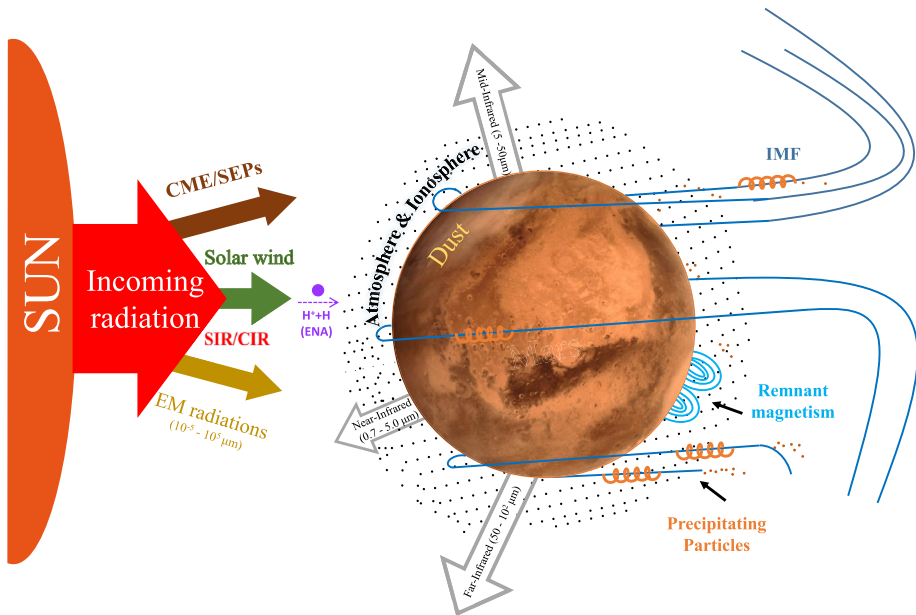 SUN
Incoming
radiation
CME/SEPs
Solar wind
SIR/CIR
EM radiations
(10⁻⁵ - 10⁵ μm)
H⁺+H
(ENA)
Atmosphere & Ionosphere
Dust
Mid-Infrared (5 -50μm)
Near-Infrared
(0.7 - 5.0 μm)
Far-Infrared (50 - 10² μm)
IMF
Remnant
magnetism
Precipitating
Particles